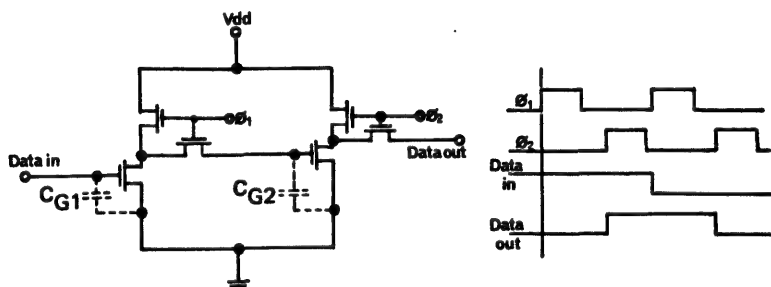 Vdd
Ø1
Ø2
Data in
Data out
CG1
CG2
Ø1
Ø2
Data
in
Data
out